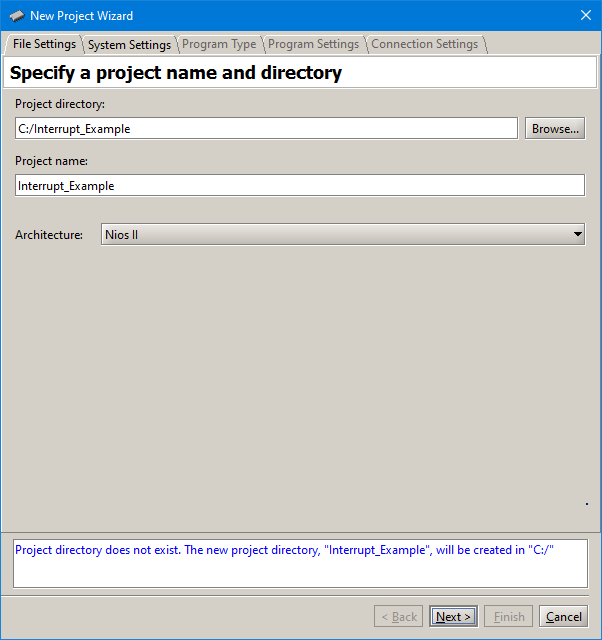 New Project Wizard
File Settings System Settings Program Type Program Settings Connection Settings
Specify a project name and directory
Project directory:
C:/Interrupt_Example Browse...
Project name:
Interrupt_Example
Architecture: Nios II
Project directory does not exist. The new project directory, "Interrupt_Example", will be created in "C:/"
< Back Next > Finish Cancel